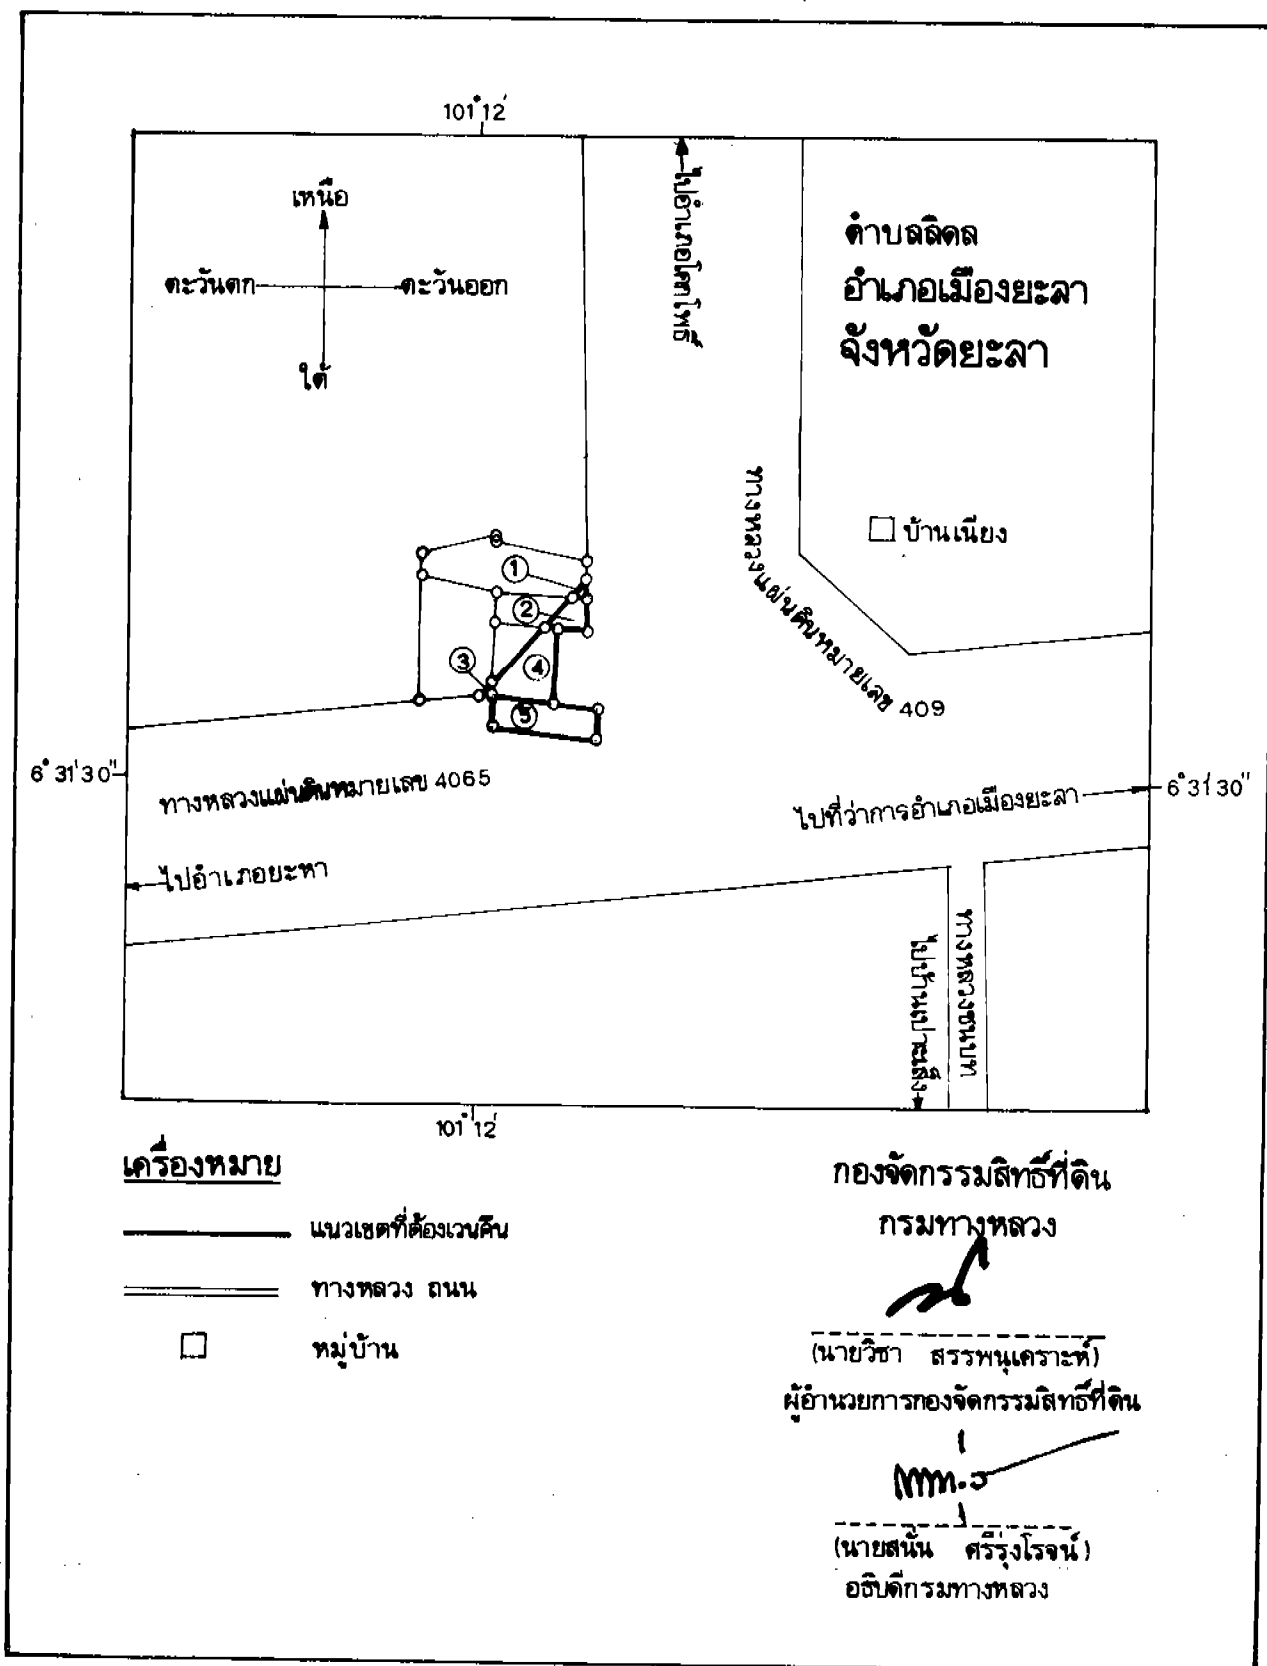 101°12'
เหนือ
ตะวันตก
ตะวันออก
ใต้
ไปอำเภอโคกโพธิ์
ตำบลลิดล
อำเภอเมืองยะลา
จังหวัดยะลา
ทางหลวงแผ่นดินหมายเลข 409
บ้านเนียง
1
2
3
4
5
6°31'30"
ทางหลวงแผ่นดินหมายเลข 4065
ไปที่ว่าการอำเภอเมืองยะลา
6°31'30"
ไปอำเภอยะหา
ทางหลวงชนบท
101°12'
เครื่องหมาย
แนวเขตที่ต้องเวนคืน
ทางหลวง ถนน
หมู่บ้าน
กองจัดกรรมสิทธิ์ที่ดิน
กรมทางหลวง
(นายวิชา สรรพนุเคราะห์)
ผู้อำนวยการกองจัดกรรมสิทธิ์ที่ดิน
(นายสนั่น ศรีรุ่งโรจน์)
อธิบดีกรมทางหลวง